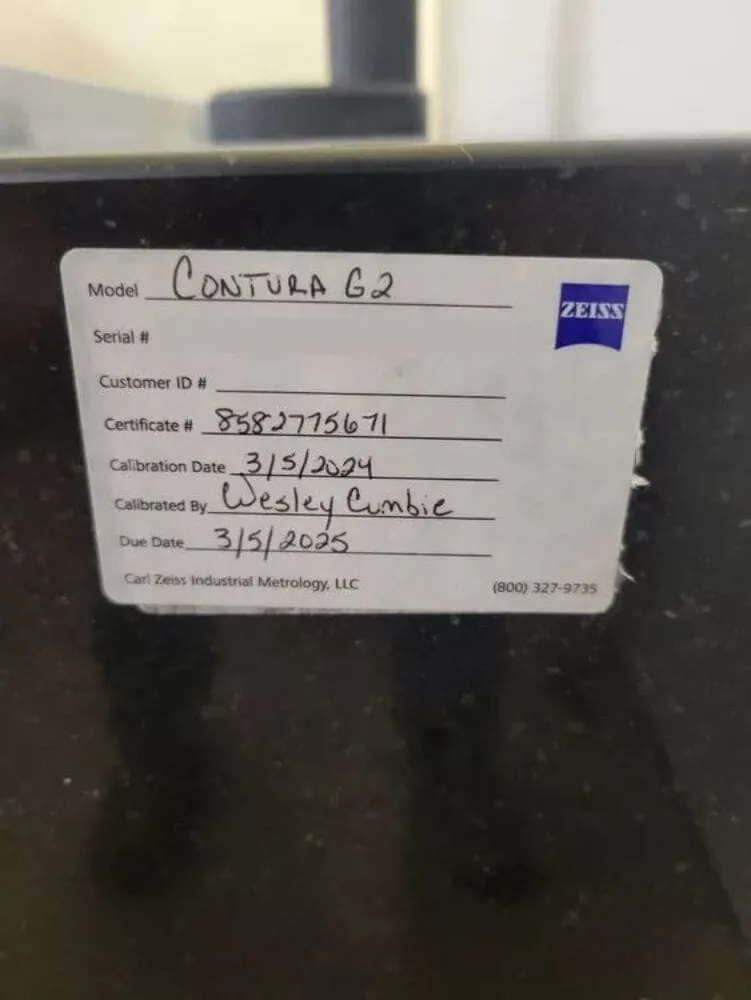 Model CONTURA G2
ZEISS
Serial #
Customer ID #
Certificate # 8582775671
Calibration Date 3/5/2024
Calibrated By Wesley Cumbie
Due Date 3/5/2025
Carl Zeiss Industrial Metrology, LLC (800) 327-9735